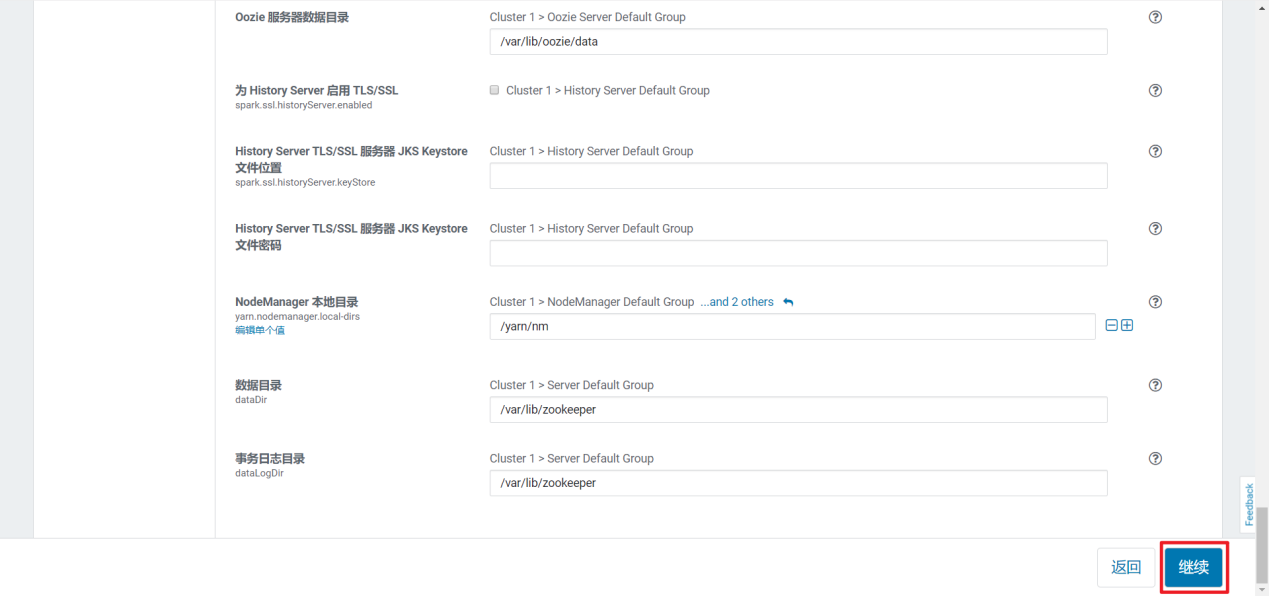 Oozie 服务器数据目录
Cluster 1 > Oozie Server Default Group
/var/lib/oozie/data
为 History Server 启用 TLS/SSL
spark.ssl.historyServer.enabled
Cluster 1 > History Server Default Group
History Server TLS/SSL 服务器 JKS Keystore
文件位置
spark.ssl.historyServer.keyStore
Cluster 1 > History Server Default Group
History Server TLS/SSL 服务器 JKS Keystore
文件密码
Cluster 1 > History Server Default Group
NodeManager 本地目录
yarn.nodemanager.local-dirs
编辑单个值
Cluster 1 > NodeManager Default Group ...and 2 others
/yarn/nm
数据目录
dataDir
Cluster 1 > Server Default Group
/var/lib/zookeeper
事务日志目录
dataLogDir
Cluster 1 > Server Default Group
/var/lib/zookeeper
Feedback
返回
继续